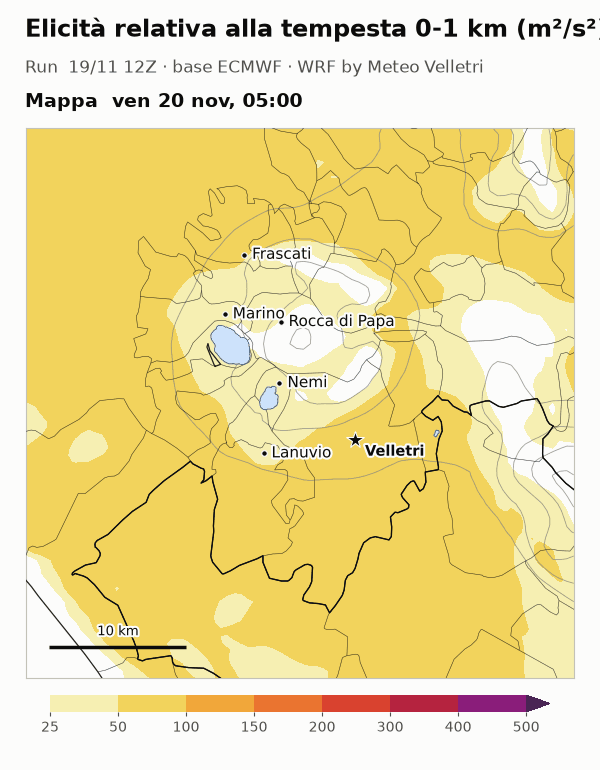 Elicità relativa alla tempesta 0-1 km (m²/s²)
Run 19/11 12Z · base ECMWF · WRF by Meteo Velletri
Mappa ven 20 nov, 05:00
Frascati
Marino
Rocca di Papa
Nemi
Velletri
Lanuvio
10 km
25 50 100 150 200 300 400 500